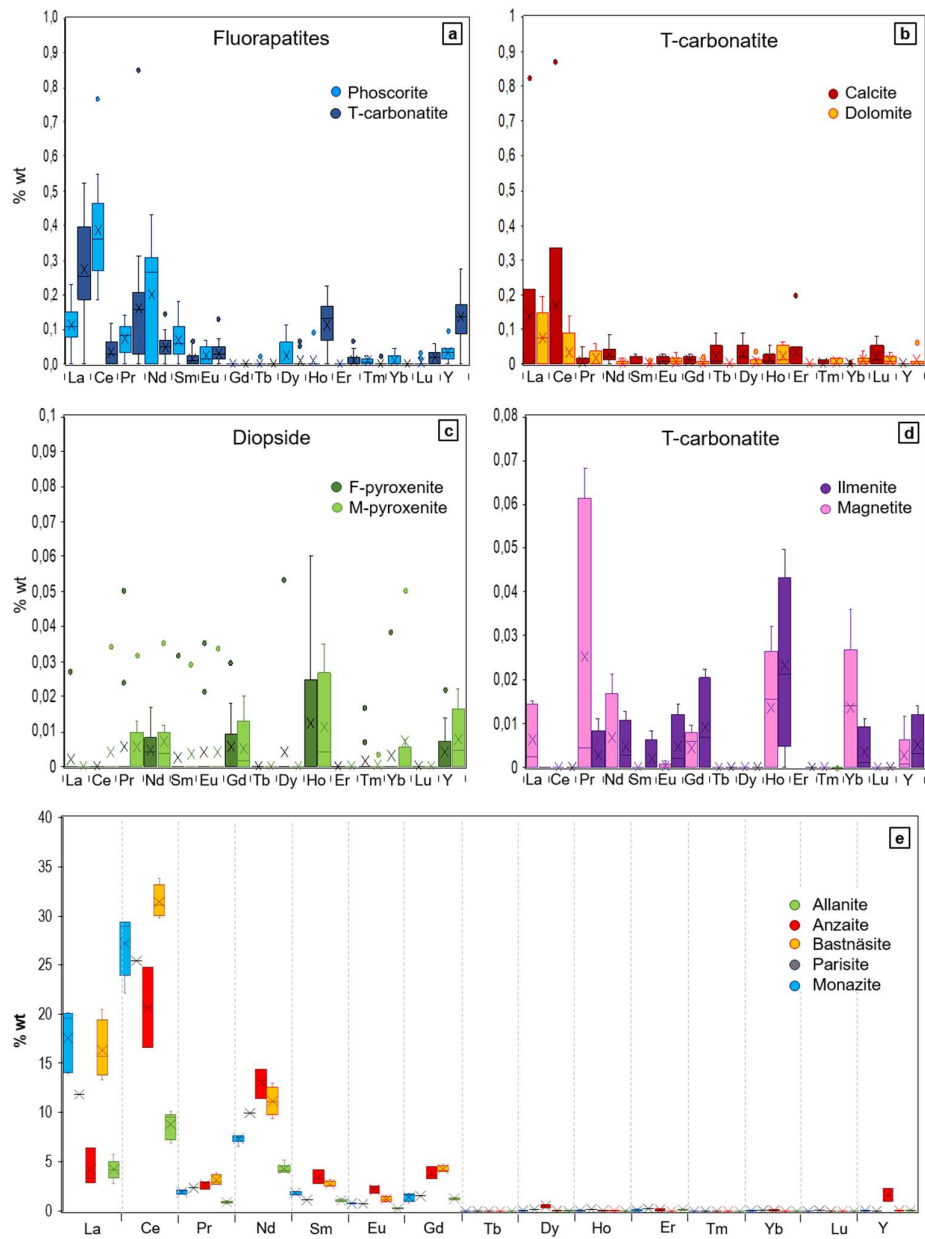 Fluorapatites
a
Phoscorite
T-carbonatite
1,0
0,9
0,8
0,7
0,6
0,5
0,4
0,3
0,2
0,1
0,0
% wt
La Ce Pr Nd Sm Eu Gd Tb Dy Ho Er Tm Yb Lu Y
T-carbonatite
b
Calcite
Dolomite
1
0,9
0,8
0,7
0,6
0,5
0,4
0,3
0,2
0,1
0
La Ce Pr Nd Sm Eu Gd Tb Dy Ho Er Tm Yb Lu Y
Diopside
c
F-pyroxenite
M-pyroxenite
0,1
0,09
0,08
0,07
0,06
0,05
0,04
0,03
0,02
0,01
0
% wt
La Ce Pr Nd Sm Eu Gd Tb Dy Ho Er Tm Yb Lu Y
T-carbonatite
d
Ilmenite
Magnetite
0,08
0,07
0,06
0,05
0,04
0,03
0,02
0,01
0
La Ce Pr Nd Sm Eu Gd Tb Dy Ho Er Tm Yb Lu Y
e
Allanite
Anzaite
Bastnäsite
Parisite
Monazite
40
35
30
25
20
15
10
5
0
% wt
La Ce Pr Nd Sm Eu Gd Tb Dy Ho Er Tm Yb Lu Y